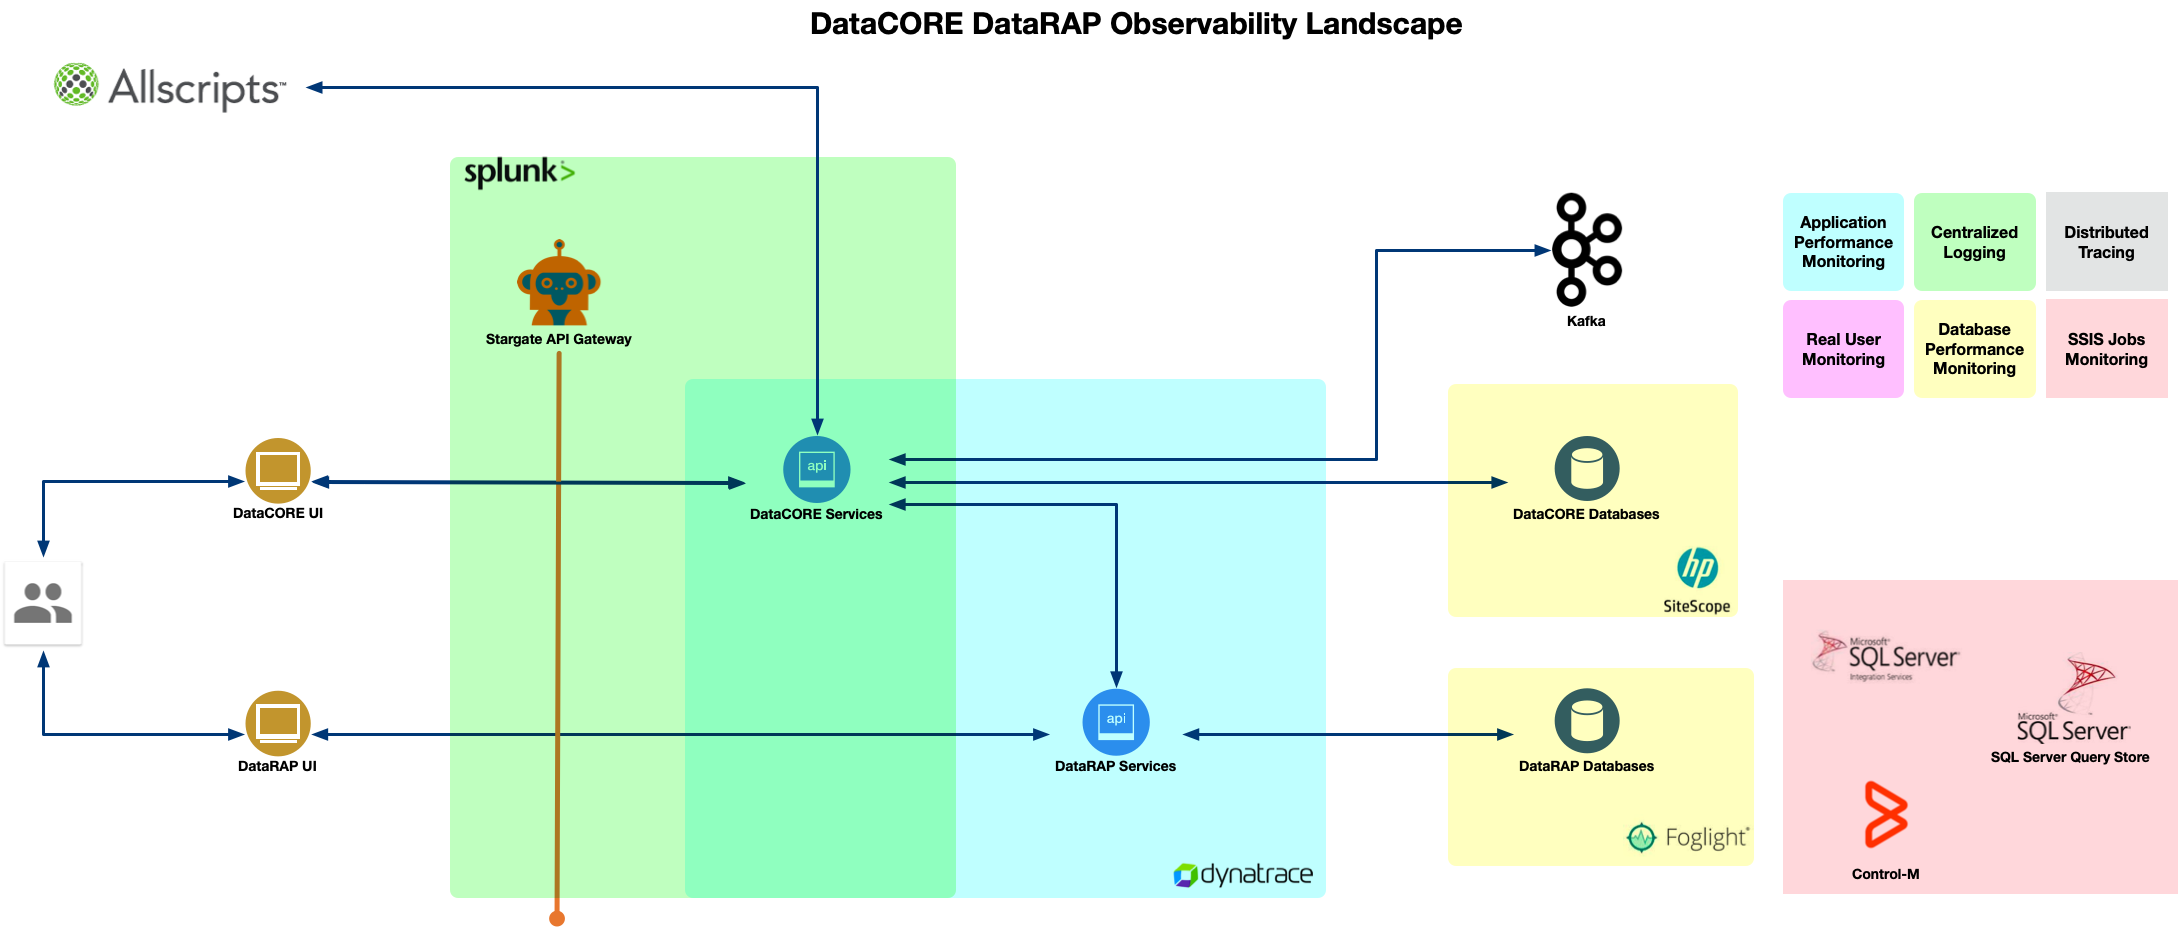 DataCORE DataRAP Observability Landscape
Allscripts™
splunk>
Stargate API Gateway
Kafka
Application
Performance
Monitoring
Centralized
Logging
Distributed
Tracing
Real User
Monitoring
Database
Performance
Monitoring
SSIS Jobs
Monitoring
DataCORE UI
api
DataCORE Services
DataCORE Databases
hp
SiteScope
DataRAP UI
api
DataRAP Services
DataRAP Databases
Foglight®
dynatrace
Microsoft®
SQL Server®
Integration Services
Microsoft®
SQL Server®
SQL Server Query Store
Control-M